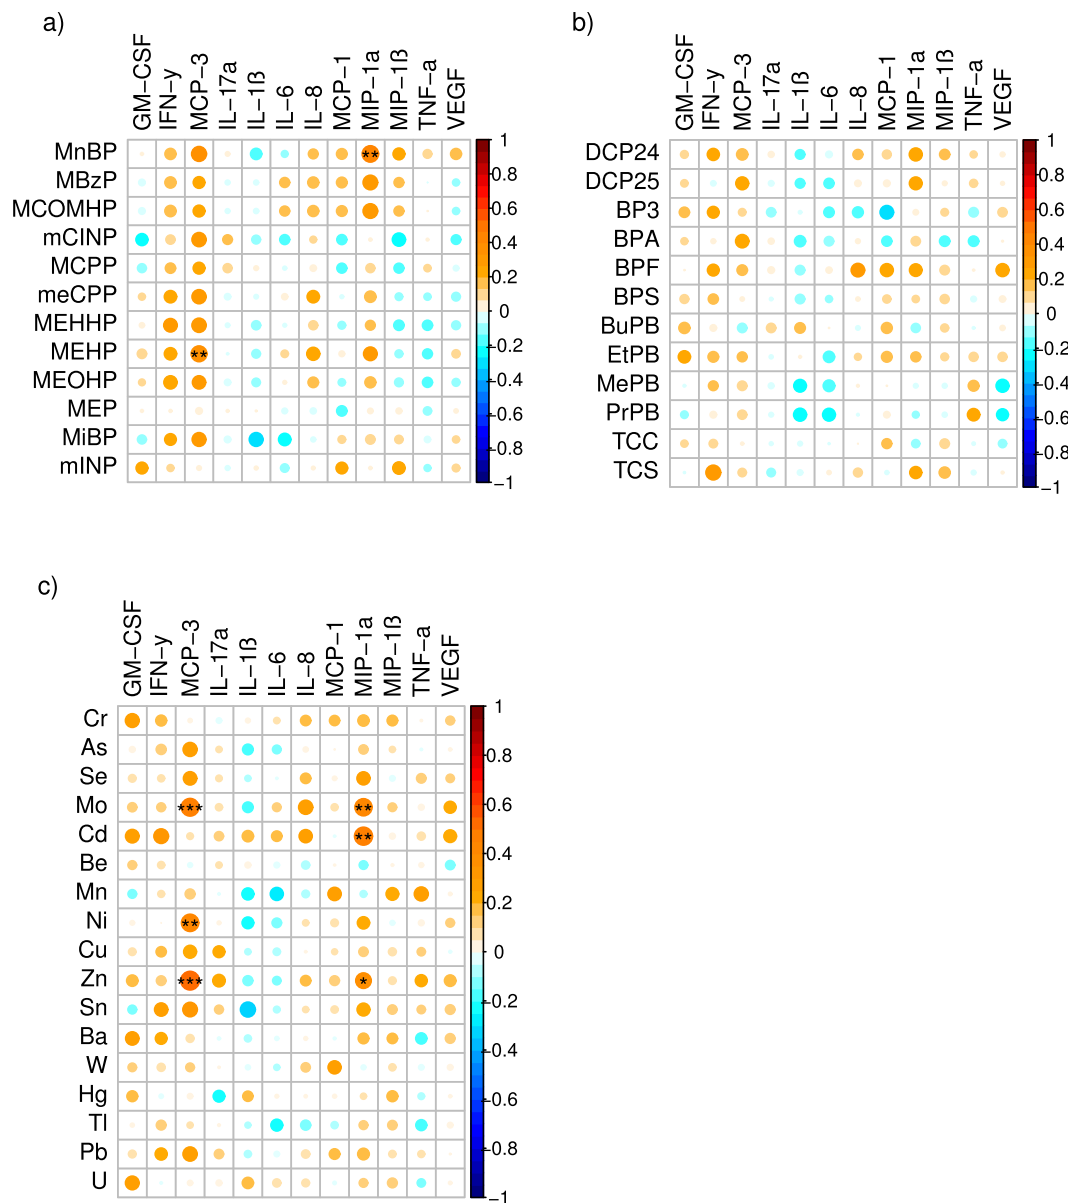 a)
GM−CSF IFN−y MCP−3 IL−17a IL−1ß IL−6 IL−8 MCP−1 MIP−1a MIP−1ß TNF−a VEGF
MnBP **
MBzP
MCOMHP
mCINP
MCPP
meCPP
MEHHP
MEHP **
MEOHP
MEP
MiBP
mINP
1
0.8
0.6
0.4
0.2
0
−0.2
−0.4
−0.6
−0.8
−1
b)
GM−CSF IFN−y MCP−3 IL−17a IL−1ß IL−6 IL−8 MCP−1 MIP−1a MIP−1ß TNF−a VEGF
DCP24
DCP25
BP3
BPA
BPF
BPS
BuPB
EtPB
MePB
PrPB
TCC
TCS
1
0.8
0.6
0.4
0.2
0
−0.2
−0.4
−0.6
−0.8
−1
c)
GM−CSF IFN−y MCP−3 IL−17a IL−1ß IL−6 IL−8 MCP−1 MIP−1a MIP−1ß TNF−a VEGF
Cr
As
Se
Mo *** **
Cd **
Be
Mn
Ni **
Cu
Zn *** *
Sn
Ba
W
Hg
Tl
Pb
U
1
0.8
0.6
0.4
0.2
0
−0.2
−0.4
−0.6
−0.8
−1